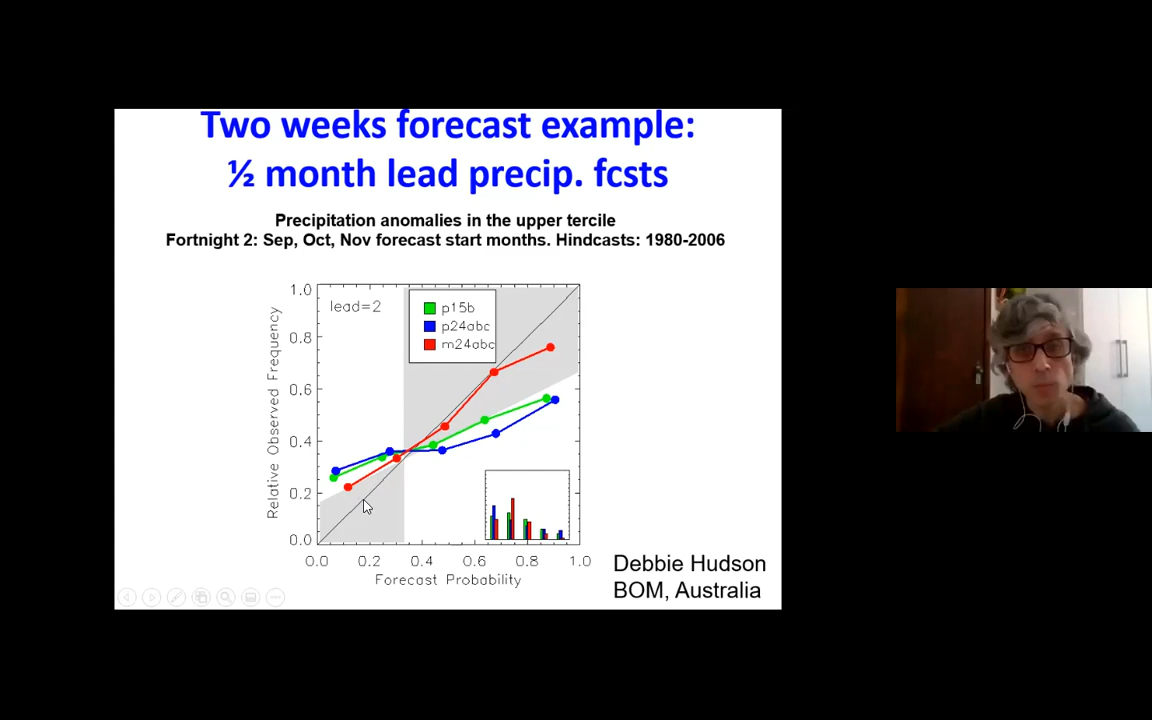 Two weeks forecast example:
½ month lead precip. fcsts
Precipitation anomalies in the upper tercile
Fortnight 2: Sep, Oct, Nov forecast start months. Hindcasts: 1980-2006
lead=2
p15b
p24abc
m24abc
Relative Observed Frequency
1.0
0.8
0.6
0.4
0.2
0.0
0.0 0.2 0.4 0.6 0.8 1.0
Forecast Probability
Debbie Hudson
BOM, Australia